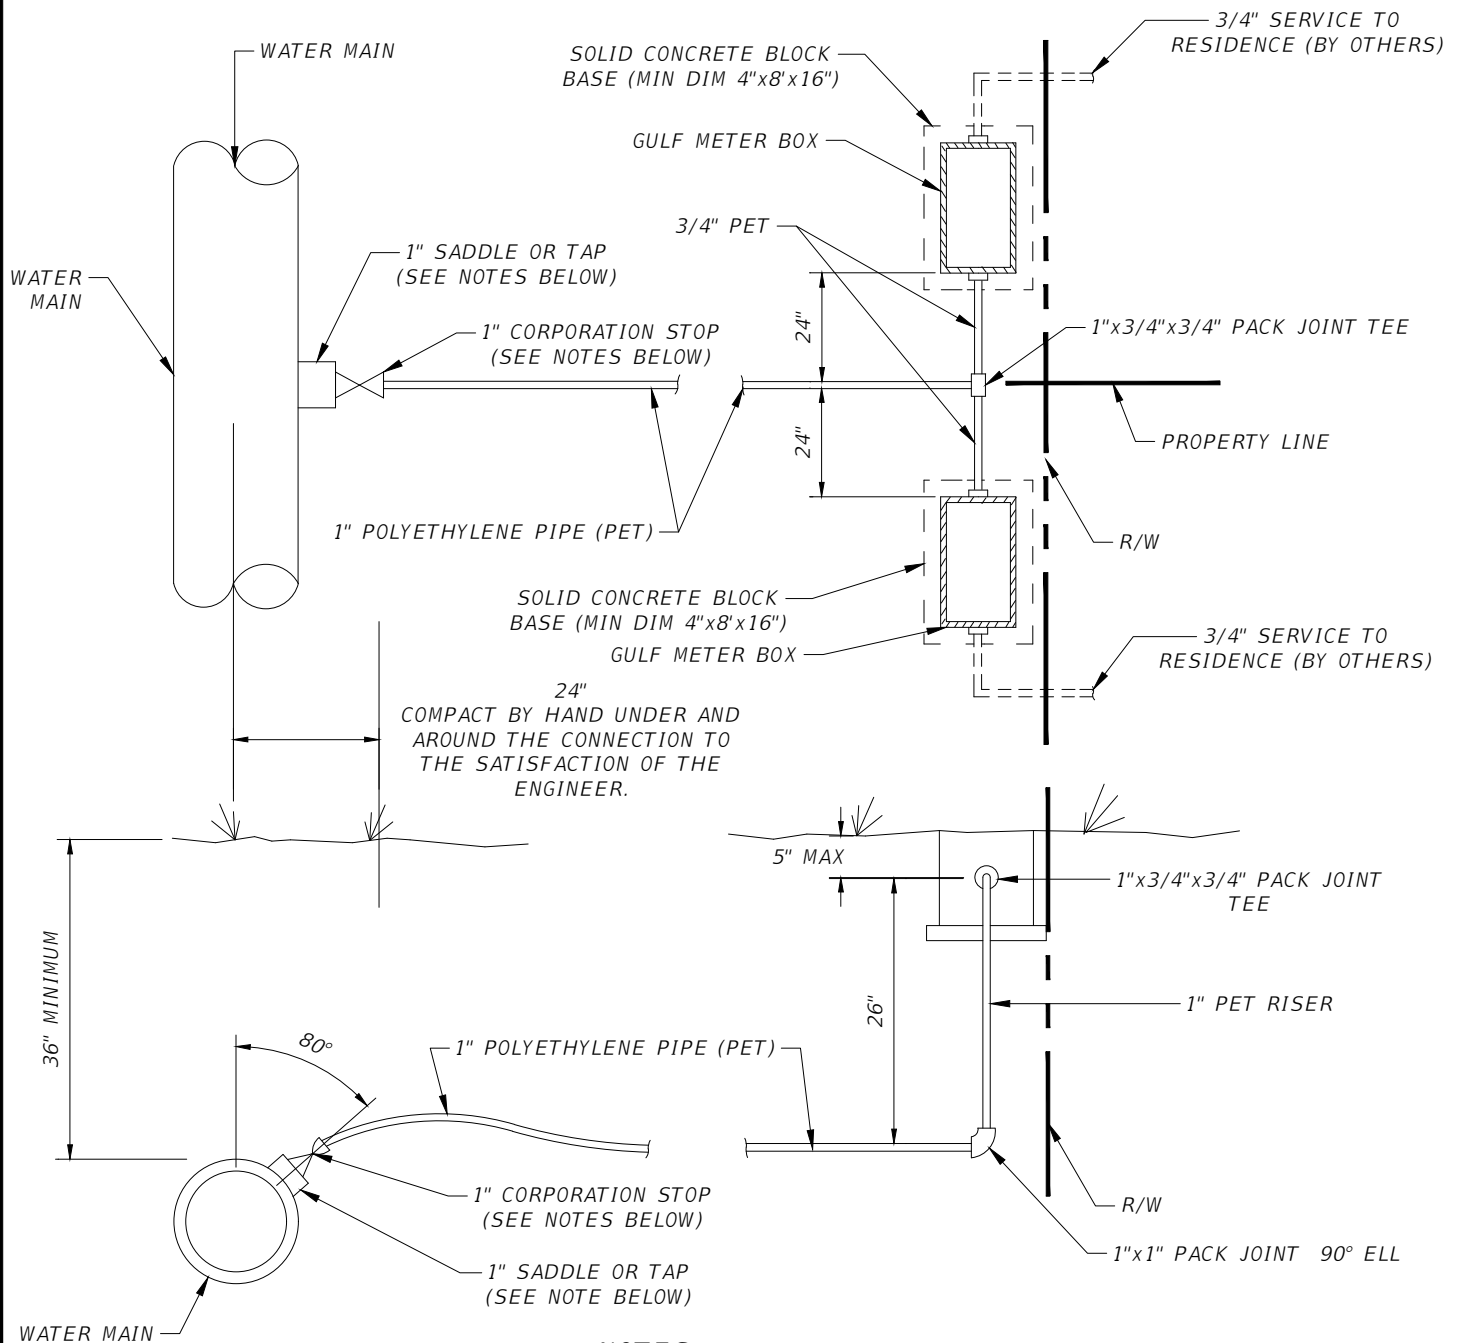 3/4" SERVICE TO
RESIDENCE (BY OTHERS)
WATER MAIN
SOLID CONCRETE BLOCK
BASE (MIN DIM 4"x8'x16")
GULF METER BOX
3/4" PET
1" SADDLE OR TAP
(SEE NOTES BELOW)
WATER
MAIN
1" CORPORATION STOP
(SEE NOTES BELOW)
24"
1"x3/4"x3/4" PACK JOINT TEE
24"
PROPERTY LINE
1" POLYETHYLENE PIPE (PET)
R/W
SOLID CONCRETE BLOCK
BASE (MIN DIM 4"x8'x16")
GULF METER BOX
3/4" SERVICE TO
RESIDENCE (BY OTHERS)
24"
COMPACT BY HAND UNDER AND
AROUND THE CONNECTION TO
THE SATISFACTION OF THE
ENGINEER.
5" MAX
1"x3/4"x3/4" PACK JOINT
TEE
36" MINIMUM
26"
1" PET RISER
80°
1" POLYETHYLENE PIPE (PET)
1" CORPORATION STOP
(SEE NOTES BELOW)
R/W
1"x1" PACK JOINT 90° ELL
1" SADDLE OR TAP
(SEE NOTE BELOW)
WATER MAIN